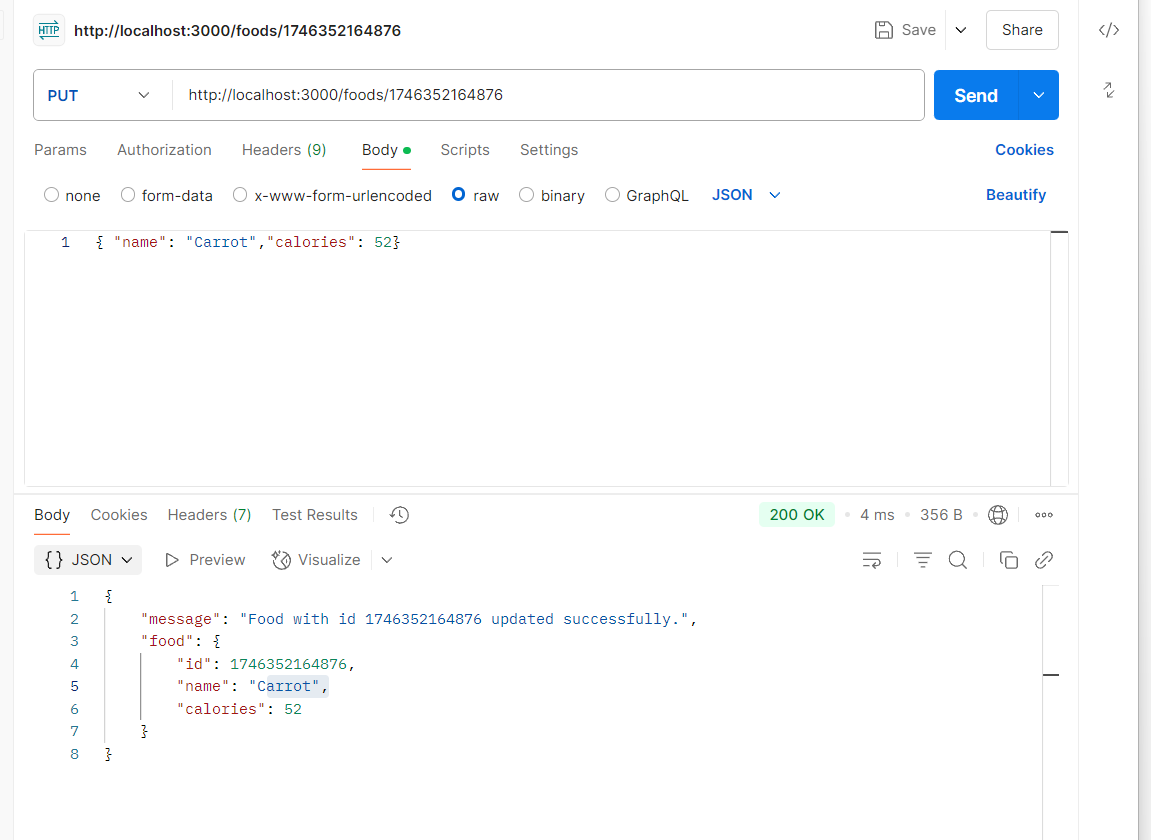 HTTP http://localhost:3000/foods/1746352164876 Save Share </>
PUT http://localhost:3000/foods/1746352164876 Send
Params Authorization Headers (9) Body Scripts Settings Cookies
none form-data x-www-form-urlencoded raw binary GraphQL JSON Beautify
1 { "name": "Carrot","calories": 52}
Body Cookies Headers (7) Test Results 200 OK 4 ms 356 B
{} JSON Preview Visualize
1 {
2 "message": "Food with id 1746352164876 updated successfully.",
3 "food": {
4 "id": 1746352164876,
5 "name": "Carrot",
6 "calories": 52
7 }
8 }